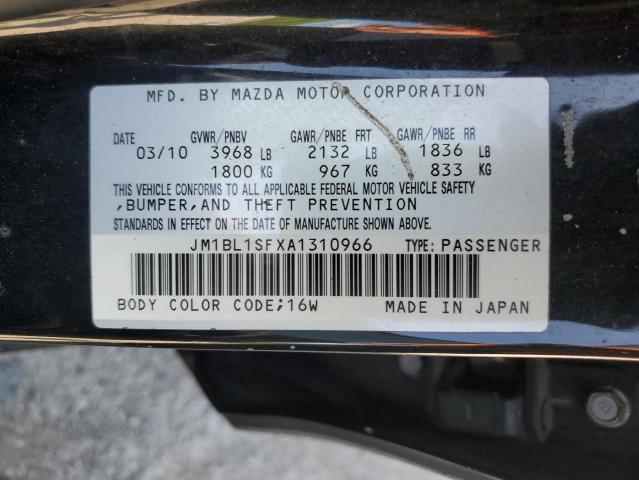 MFD. BY MAZDA MOTOR CORPORATION
DATE GVWR/PNBV GAWR/PNBE FRT GAWR/PNBE RR
03/10 3968 LB 2132 LB 1836 LB
1800 KG 967 KG 833 KG
THIS VEHICLE CONFORMS TO ALL APPLICABLE FEDERAL MOTOR VEHICLE SAFETY
,BUMPER,AND THEFT PREVENTION
STANDARDS IN EFFECT ON THE DATE OF MANUFACTURE SHOWN ABOVE.
JM1BL1SFXA1310966 TYPE: PASSENGER
BODY COLOR CODE;16W MADE IN JAPAN